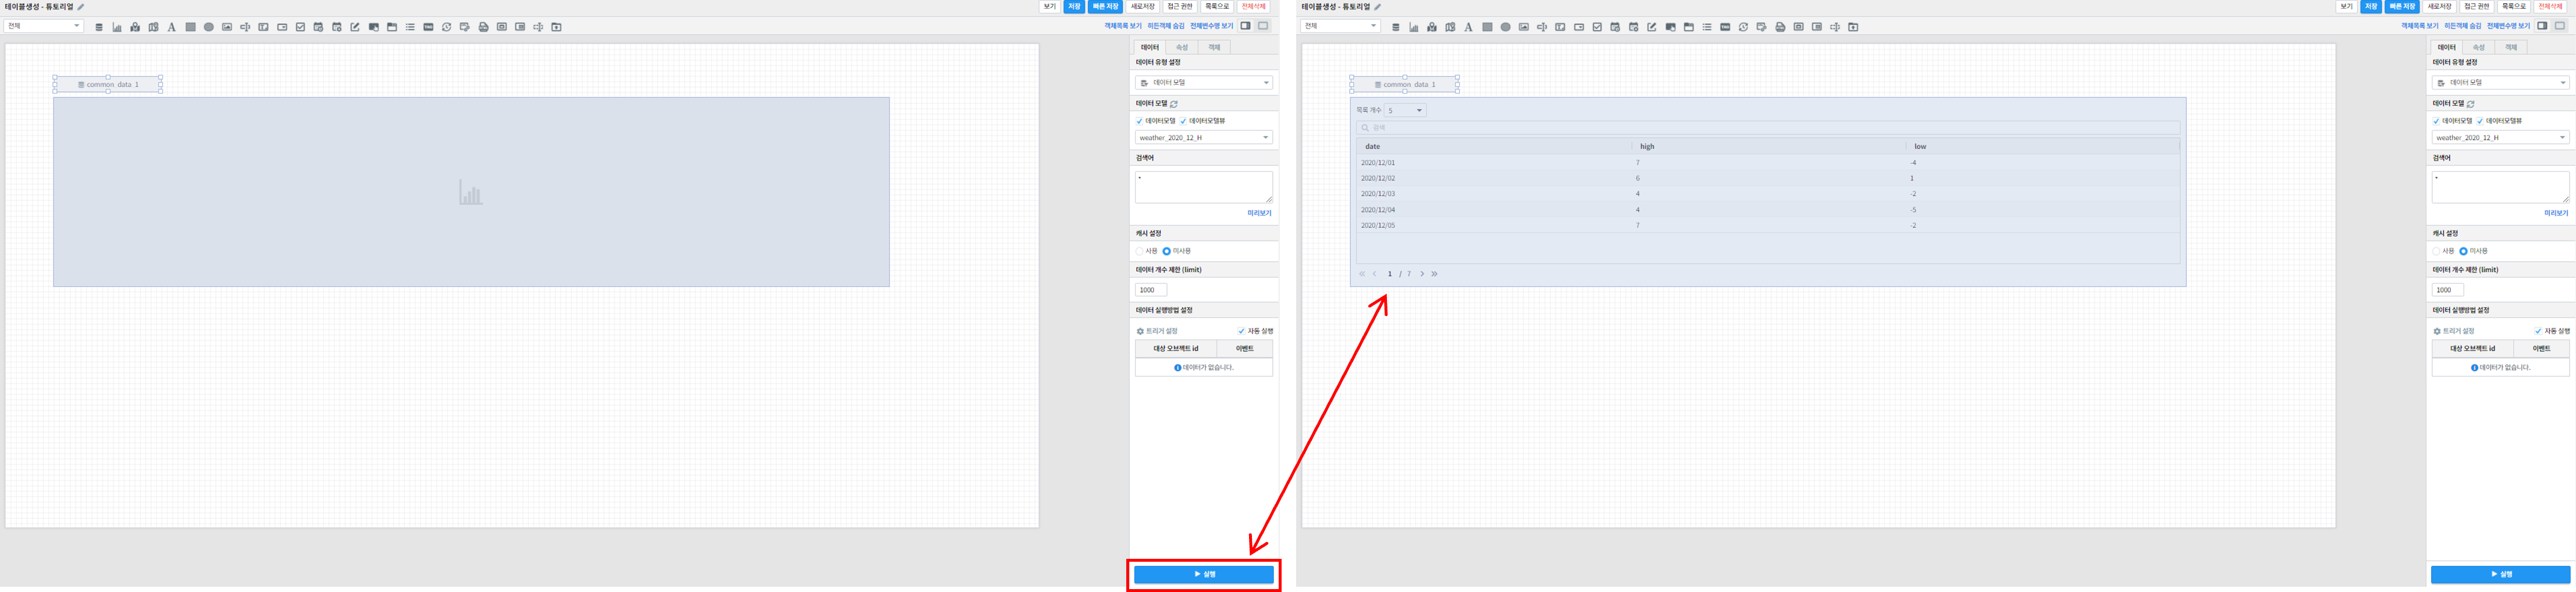 테이블생성 - 튜토리얼
보기 저장 빠른 저장 새로저장 접근 권한 목록으로 전체삭제
전체
객체목록 보기 히든객체 숨김 전체변수명 보기
common_data_1
데이터 속성 객체
데이터 유형 설정
데이터 모델
데이터 모델
데이터모델 데이터모델뷰
weather_2020_12_H
검색어
*
미리보기
캐시 설정
사용 미사용
데이터 개수 제한 (limit)
1000
데이터 실행방법 설정
트리거 설정 자동 실행
대상 오브젝트 id 이벤트
데이터가 없습니다.
실행
테이블생성 - 튜토리얼
보기 저장 빠른 저장 새로저장 접근 권한 목록으로 전체삭제
전체
객체목록 보기 히든객체 숨김 전체변수명 보기
common_data_1
목록 개수 5
검색
date high low
2020/12/01 7 -4
2020/12/02 6 1
2020/12/03 4 -2
2020/12/04 4 -5
2020/12/05 7 -2
1 / 7
데이터 속성 객체
데이터 유형 설정
데이터 모델
데이터 모델
데이터모델 데이터모델뷰
weather_2020_12_H
검색어
*
미리보기
캐시 설정
사용 미사용
데이터 개수 제한 (limit)
1000
데이터 실행방법 설정
트리거 설정 자동 실행
대상 오브젝트 id 이벤트
데이터가 없습니다.
실행